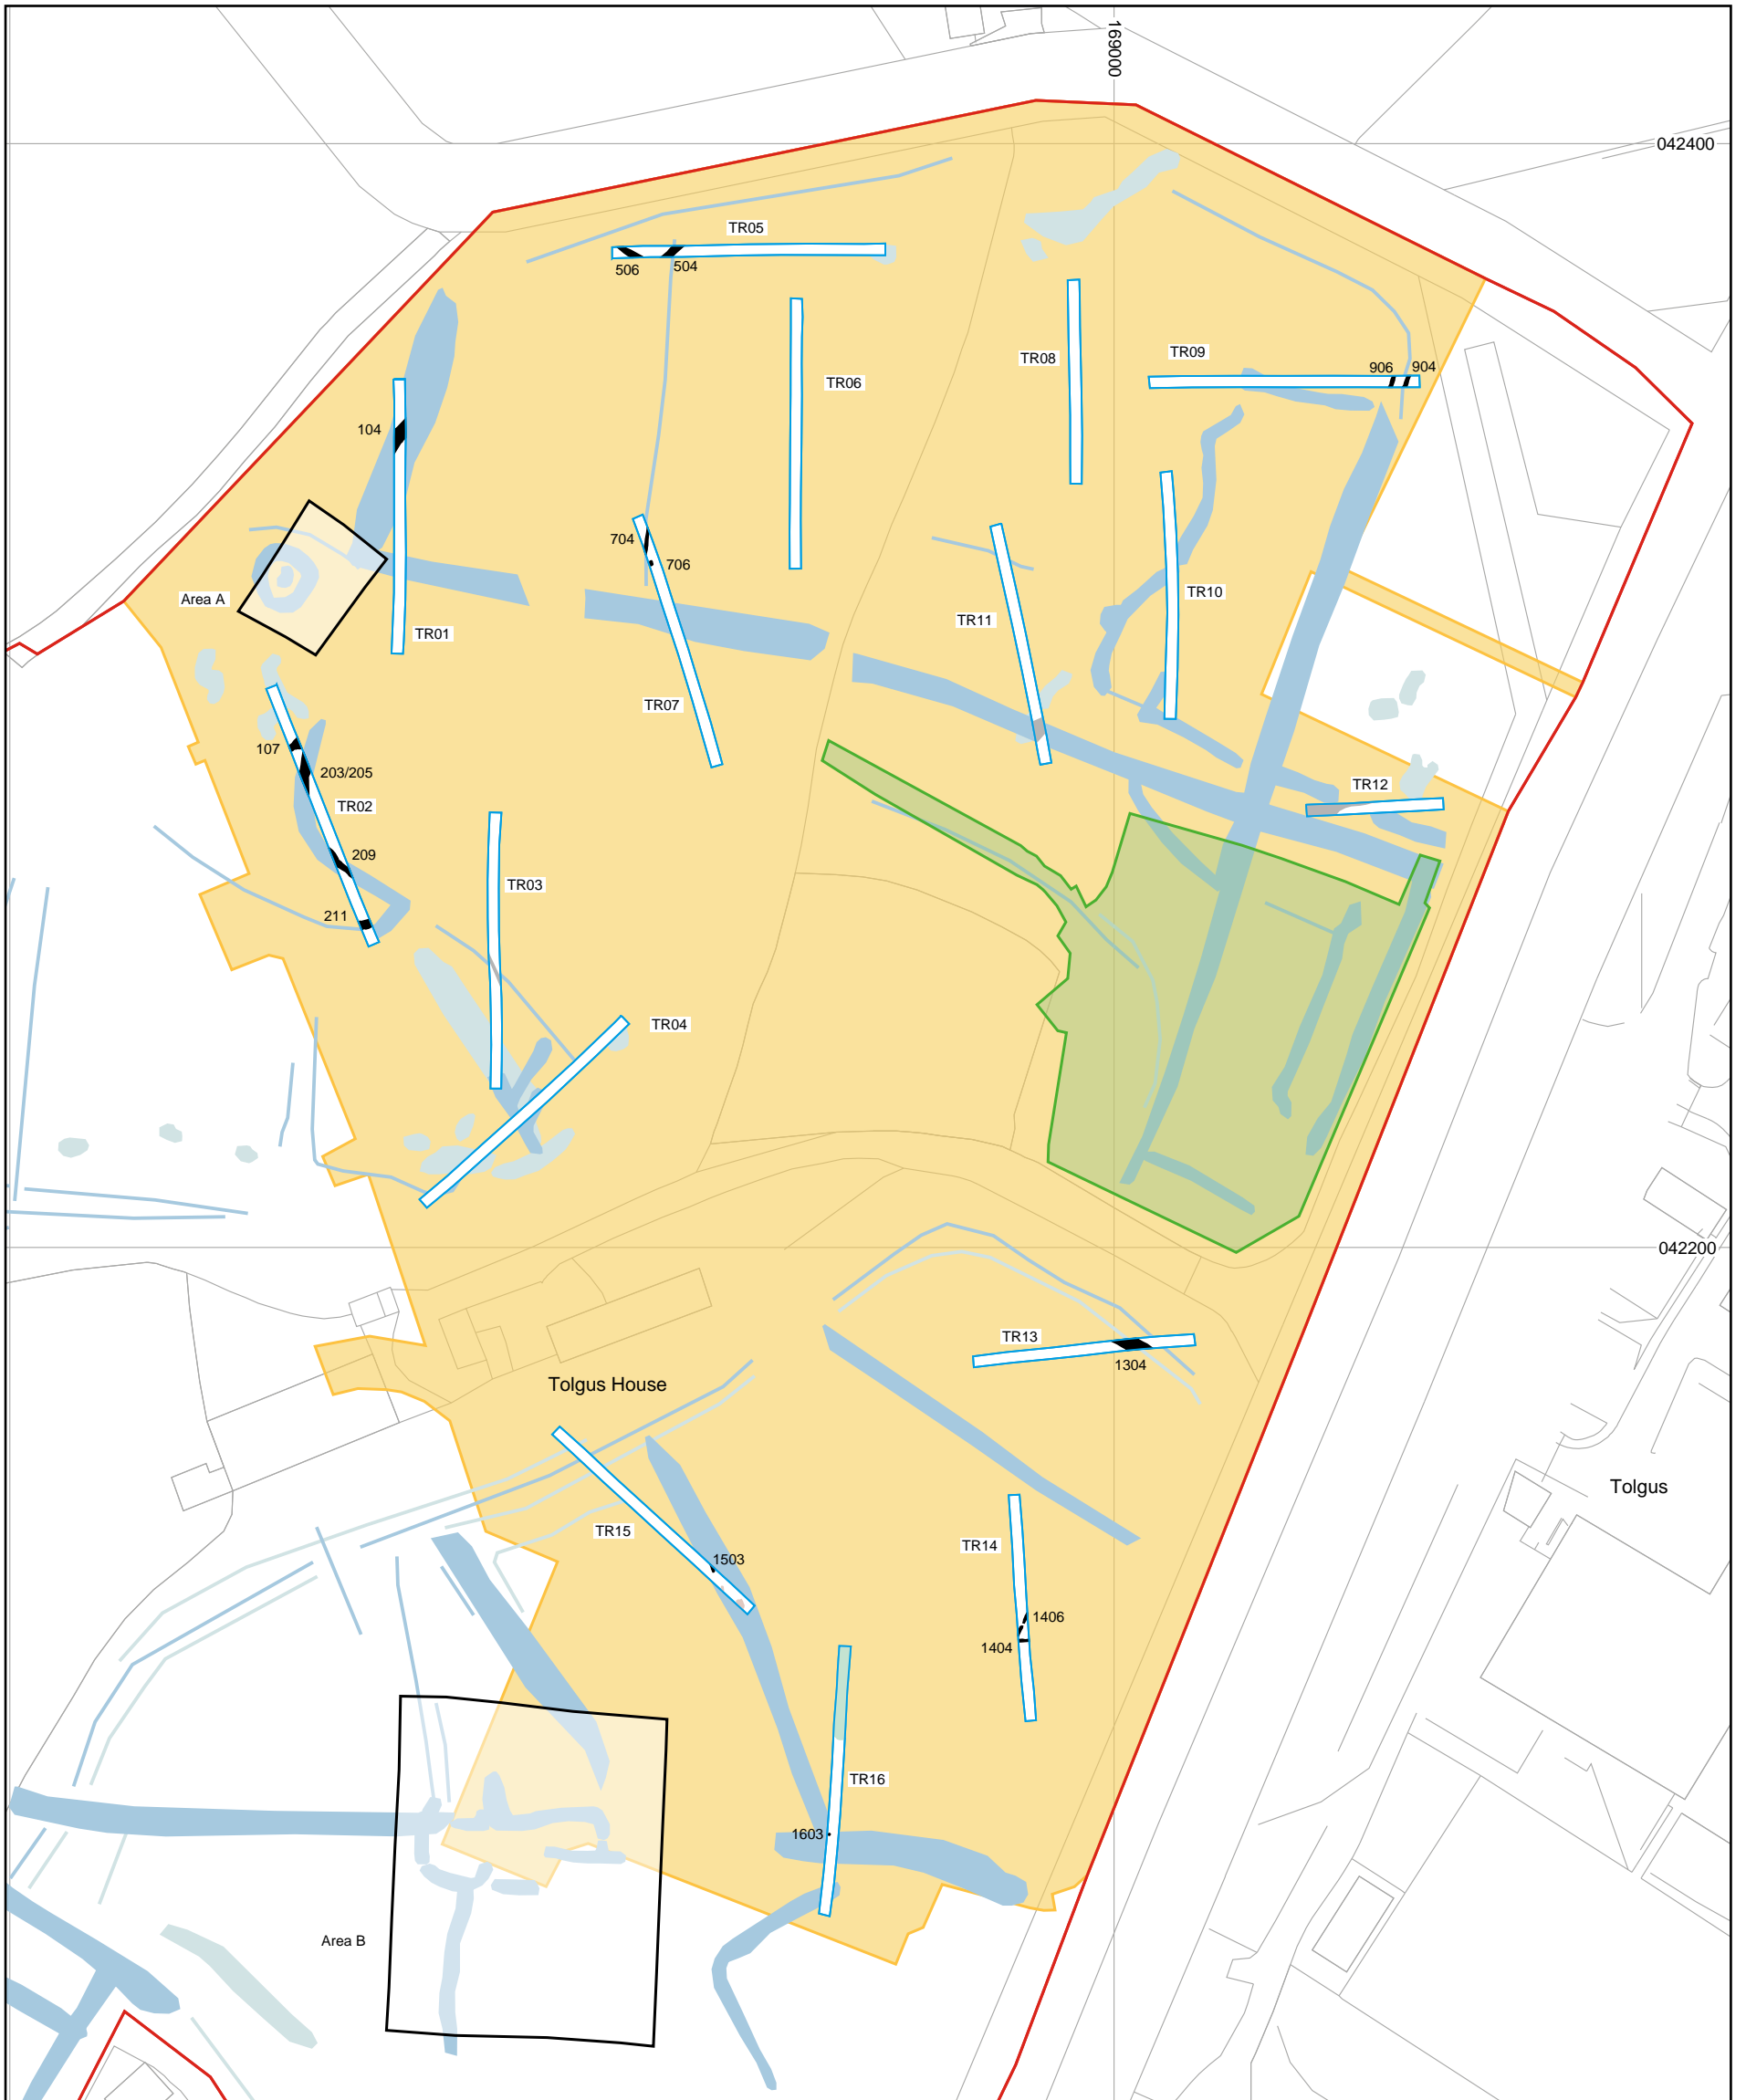 169000
042400
TR05
506
504
TR08
TR09
906
904
TR06
104
704
706
Area A
TR10
TR11
TR01
TR07
107
203/205
TR02
TR12
209
TR03
211
TR04
042200
TR13
1304
Tolgus House
Tolgus
TR15
TR14
1503
1406
1404
TR16
1603
Area B